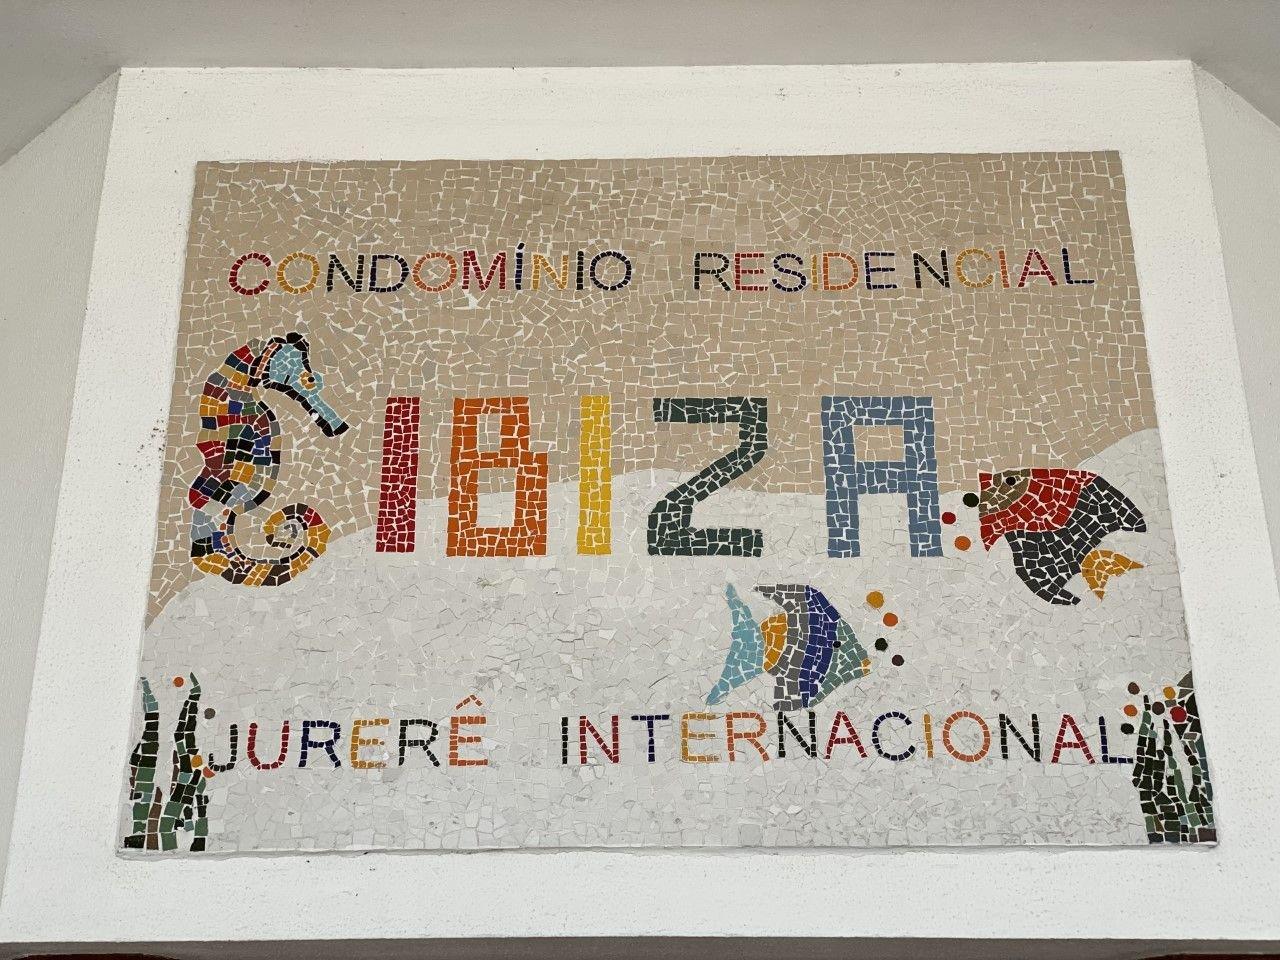 CONDOMÍNIO RESIDENCIAL
IBIZA
JURERÊ INTERNACIONAL